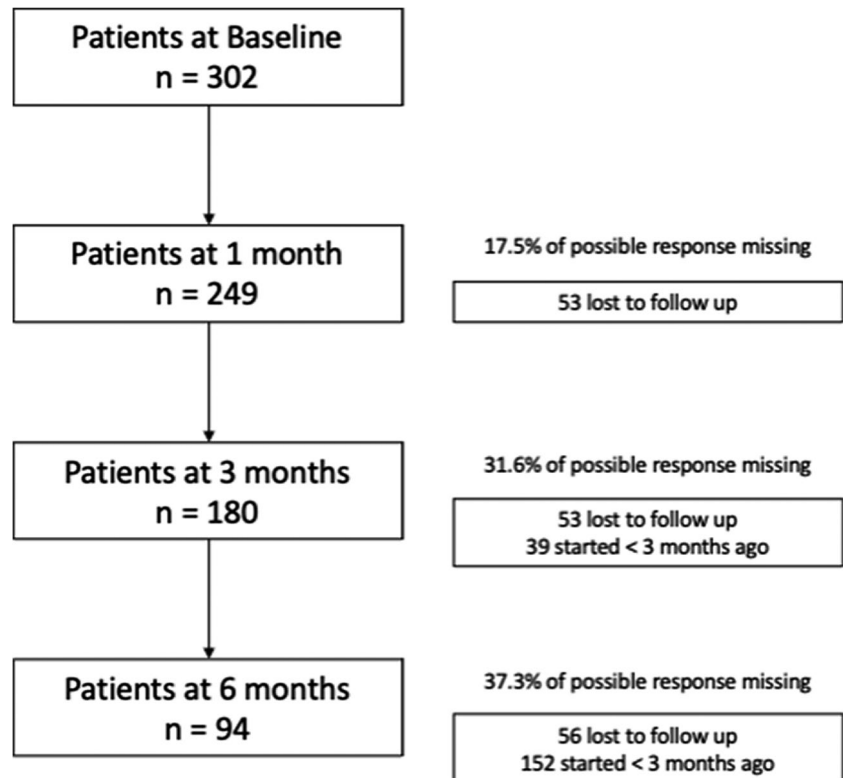 Patients at Baseline
n = 302
Patients at 1 month
n = 249
17.5% of possible response missing
53 lost to follow up
Patients at 3 months
n = 180
31.6% of possible response missing
53 lost to follow up
39 started < 3 months ago
Patients at 6 months
n = 94
37.3% of possible response missing
56 lost to follow up
152 started < 3 months ago